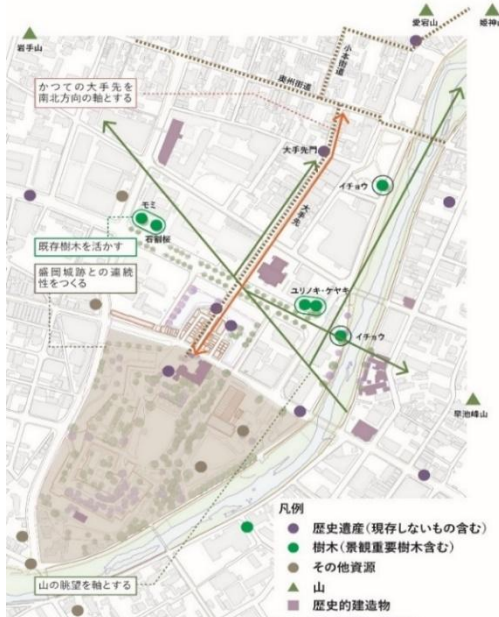 愛宕山
姫神山
岩手山
小本街道
奥州街道
かつての大手先を
南北方向の軸とする
大手先門
イチョウ
大手先
モミ
石割桜
既存樹木を活かす
盛岡城跡との連続
性をつくる
ユリノキ・ケヤキ
イチョウ
早池峰山
山の眺望を軸とする
凡例
歴史遺産(現存しないもの含む)
樹木(景観重要樹木含む)
その他資源
山
歴史的建造物